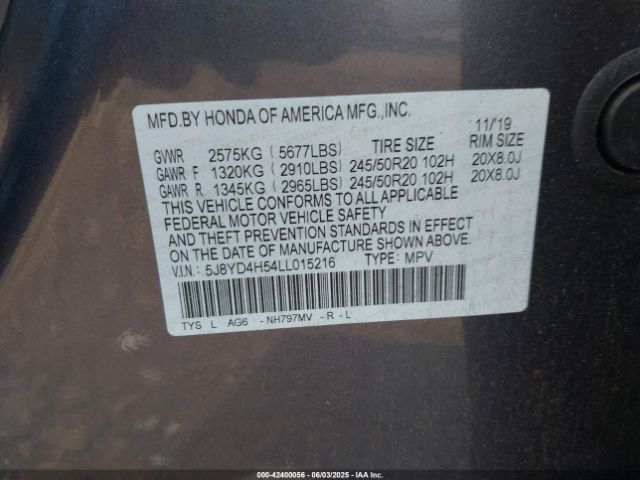 MFD.BY HONDA OF AMERICA MFG.,INC.
11/19
GVWR 2575KG ( 5677LBS) TIRE SIZE RIM SIZE
GAWR F 1320KG ( 2910LBS) 245/50R20 102H 20X8.0J
GAWR R. 1345KG ( 2965LBS) 245/50R20 102H 20X8.0J
THIS VEHICLE CONFORMS TO ALL APPLICABLE
FEDERAL MOTOR VEHICLE SAFETY
AND THEFT PREVENTION STANDARDS IN EFFECT
ON THE DATE OF MANUFACTURE SHOWN ABOVE.
V.I.N.: 5J8YD4H54LL015216 TYPE: MPV
TYS L AG6 -NH797MV -R -L
000-42400056 - 06/03/2025 - IAAI.COM